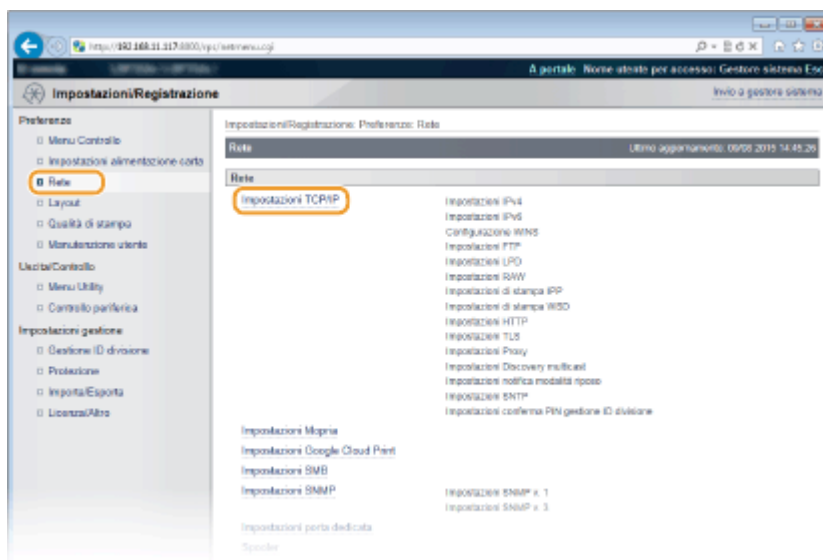 http://192.168.11.117:8000/rps/netmenu.cgi
A portale Nome utente per accesso: Gestore sistema Esc
Impostazioni/Registrazione
Invio a gestore sistema
Preferenze
Menu Controllo
Impostazioni alimentazione carta
Rete
Layout
Qualità di stampa
Manutenzione utente
Uscita/Controllo
Menu Utility
Controllo periferica
Impostazioni gestione
Gestione ID divisione
Protezione
Importa/Esporta
Licenza/Altro
Impostazioni/Registrazione: Preferenze: Rete
Rete
Ultimo aggiornamento: 09/08 2015 14:45:26
Rete
Impostazioni TCP/IP
Impostazioni IPv4
Impostazioni IPv6
Configurazione WINS
Impostazioni FTP
Impostazioni LPD
Impostazioni RAW
Impostazioni di stampa IPP
Impostazioni di stampa WSD
Impostazioni HTTP
Impostazioni TLS
Impostazioni Proxy
Impostazioni Discovery multicast
Impostazioni notifica modalità riposo
Impostazioni SNTP
Impostazioni conferma PIN gestione ID divisione
Impostazioni Mopria
Impostazioni Google Cloud Print
Impostazioni SMB
Impostazioni SNMP
Impostazioni SNMP v. 1
Impostazioni SNMP v. 3
Impostazioni porta dedicata
Spooler